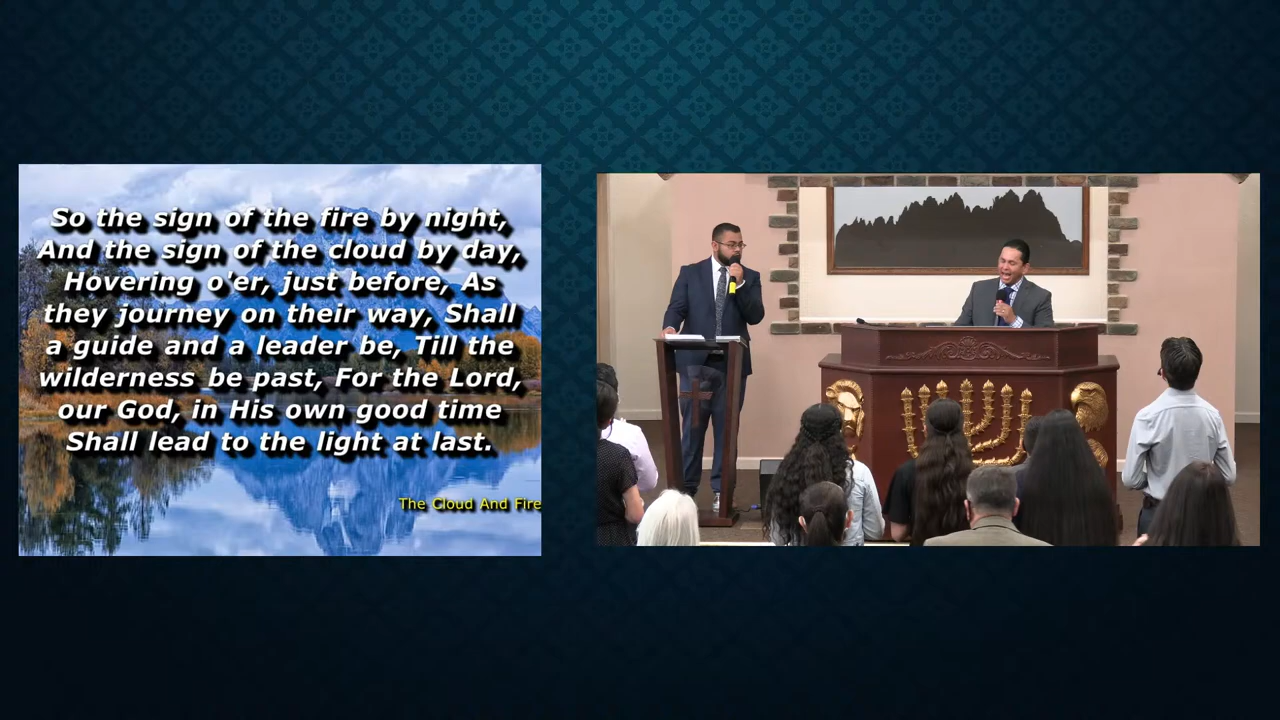 So the sign of the fire by night,
And the sign of the cloud by day,
Hovering o'er, just before, As
they journey on their way, Shall
a guide and a leader be, Till the
wilderness be past, For the Lord,
our God, in His own good time
Shall lead to the light at last.
The Cloud And Fire